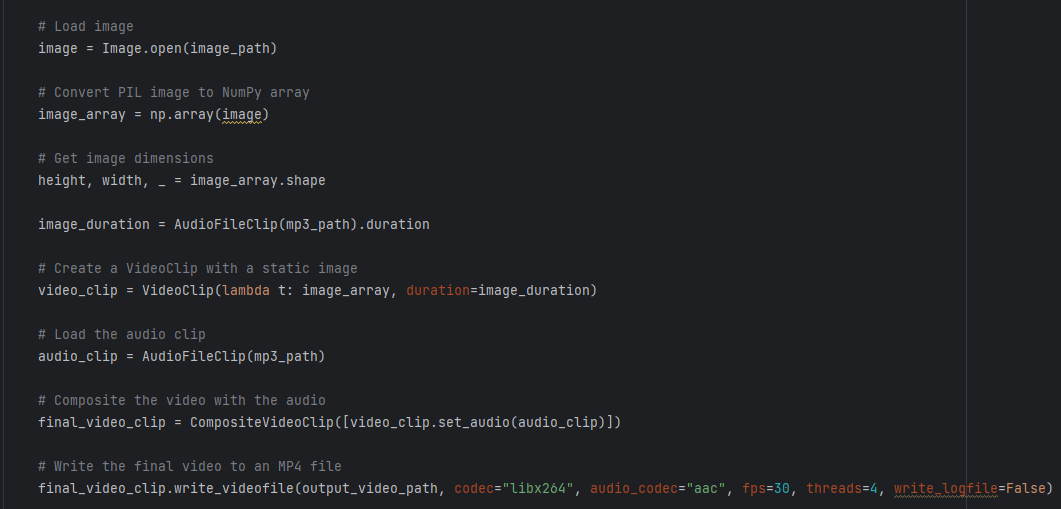 # Load image
image = Image.open(image_path)
# Convert PIL image to NumPy array
image_array = np.array(image)
# Get image dimensions
height, width, _ = image_array.shape
image_duration = AudioFileClip(mp3_path).duration
# Create a VideoClip with a static image
video_clip = VideoClip(lambda t: image_array, duration=image_duration)
# Load the audio clip
audio_clip = AudioFileClip(mp3_path)
# Composite the video with the audio
final_video_clip = CompositeVideoClip([video_clip.set_audio(audio_clip)])
# Write the final video to an MP4 file
final_video_clip.write_videofile(output_video_path, codec="libx264", audio_codec="aac", fps=30, threads=4, write_logfile=False)